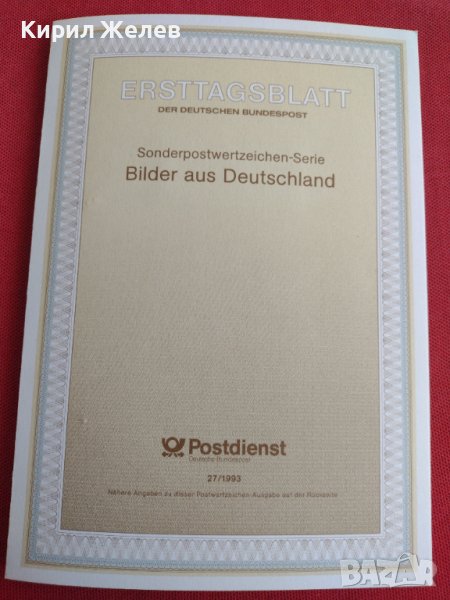 Кирил Желев
ERSTTAGSBLATT
DER DEUTSCHEN BUNDESPOST
Sonderpostwertzeichen-Serie
Bilder aus Deutschland
Postdienst
Deutsche Bundespost
27/1993
Nähere Angaben zu dieser Postwertzeichen-Ausgabe auf der Rückseite
BAZAR